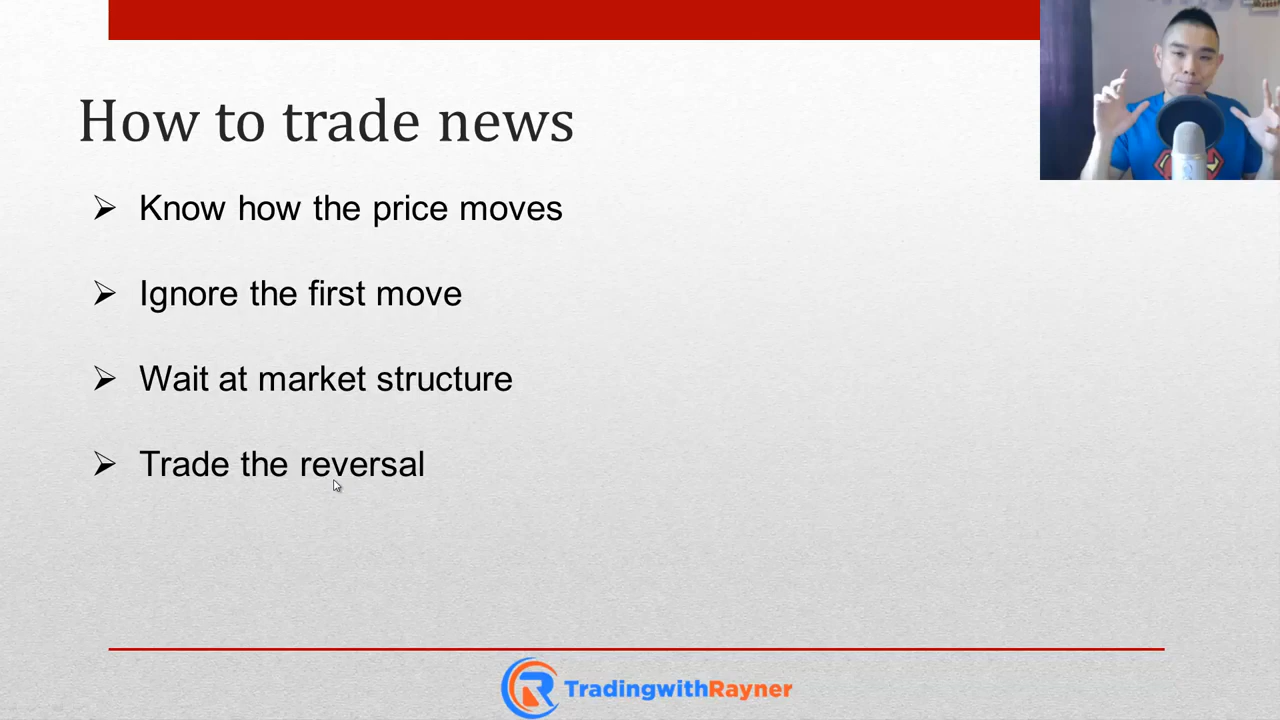 How to trade news
Know how the price moves
Ignore the first move
Wait at market structure
Trade the reversal
TradingwithRayner